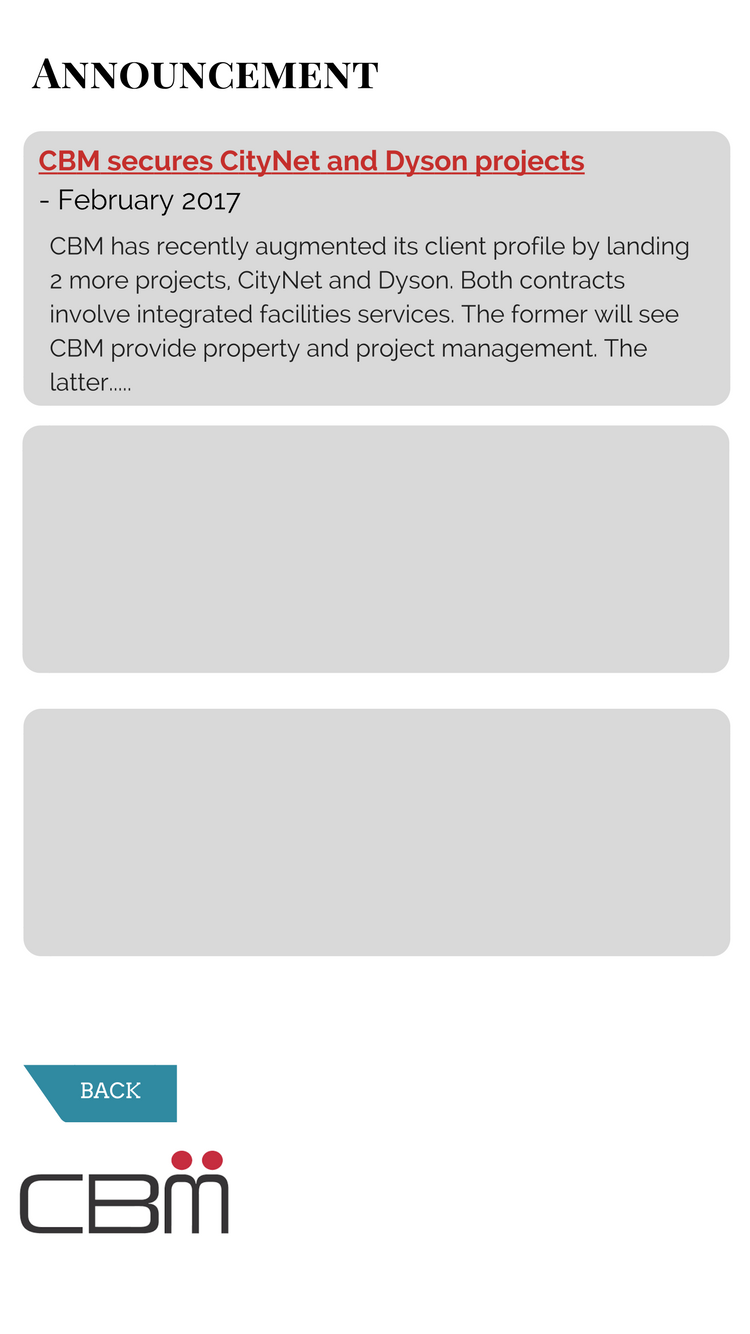 Announcement
CBM secures CityNet and Dyson projects
- February 2017
CBM has recently augmented its client profile by landing
2 more projects, CityNet and Dyson. Both contracts
involve integrated facilities services. The former will see
CBM provide property and project management. The
latter.....
BACK
CBm